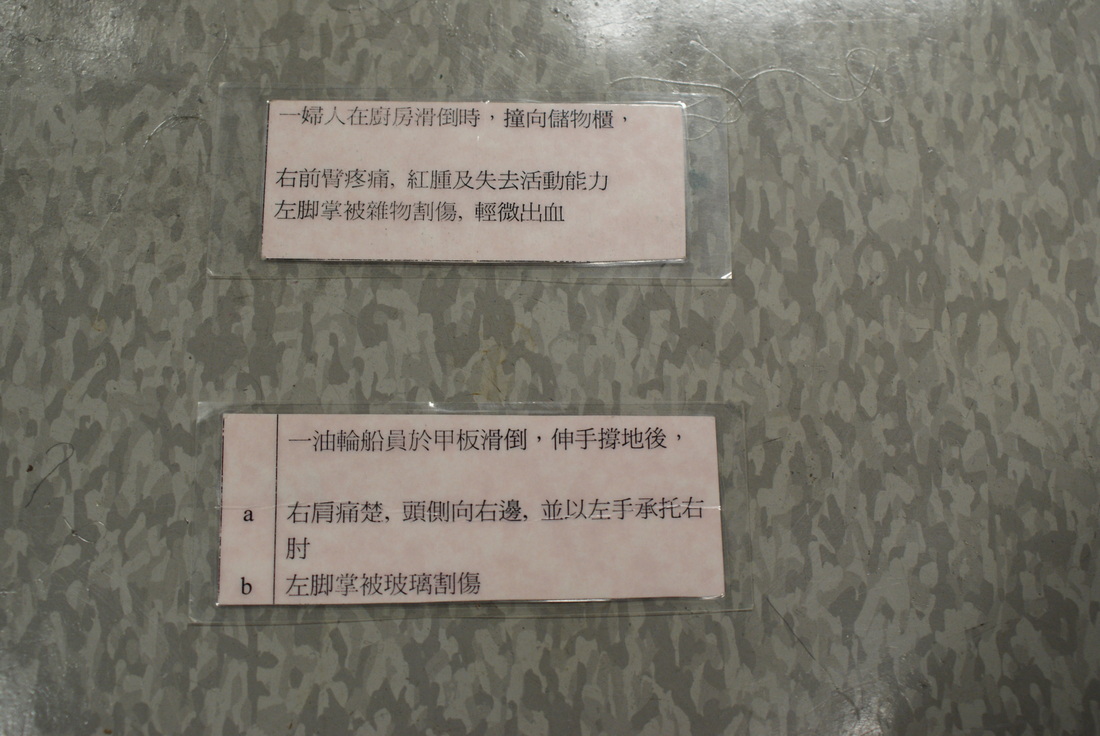 一婦人在廚房滑倒時，撞向儲物櫃，
右前臂疼痛, 紅腫及失去活動能力
左脚掌被雜物割傷, 輕微出血
一油輪船員於甲板滑倒，伸手撐地後，
a 右肩痛楚, 頭側向右邊, 並以左手承托右
肘
b 左脚掌被玻璃割傷